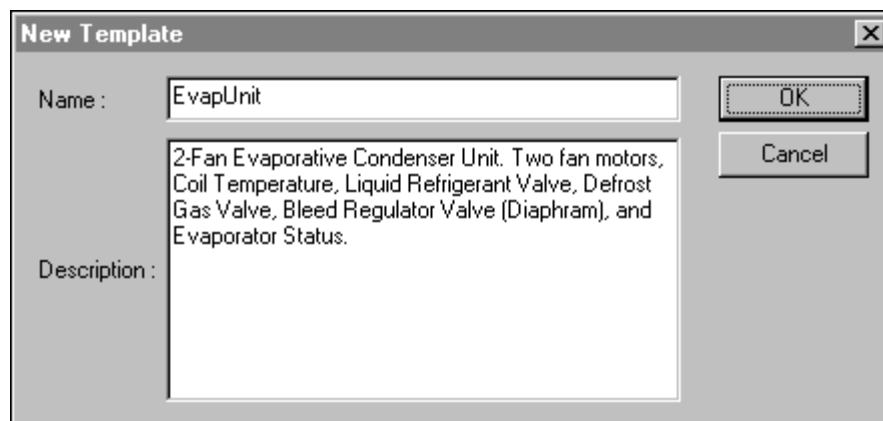 New Template
Name :
EvapUnit
OK
Cancel
Description :
2-Fan Evaporative Condenser Unit. Two fan motors,
Coil Temperature, Liquid Refrigerant Valve, Defrost
Gas Valve, Bleed Regulator Valve (Diaphram), and
Evaporator Status.